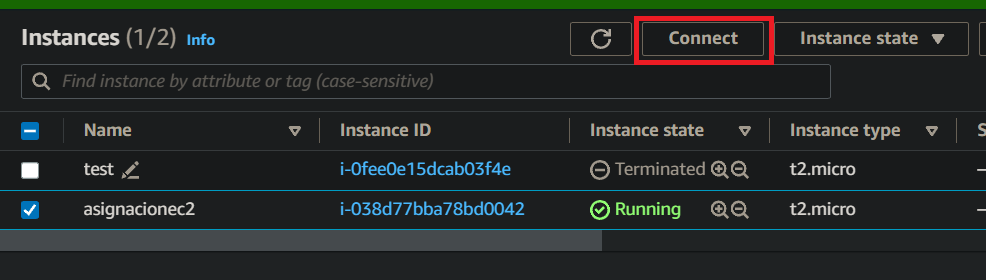 Instances (1/2) Info Connect Instance state
Find instance by attribute or tag (case-sensitive)
Name Instance ID Instance state Instance type
test i-0fee0e15dcab03f4e Terminated t2.micro
asignacionec2 i-038d77bba78bd0042 Running t2.micro